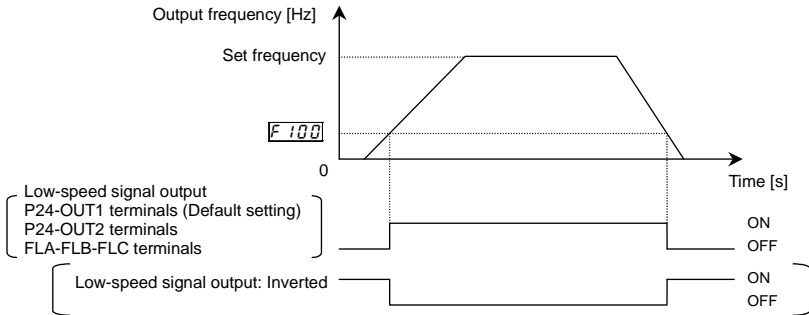 Output frequency [Hz]
Set frequency
F100
0
Time [s]
Low-speed signal output
P24-OUT1 terminals (Default setting)
P24-OUT2 terminals
FLA-FLB-FLC terminals
ON
OFF
Low-speed signal output: Inverted
ON
OFF